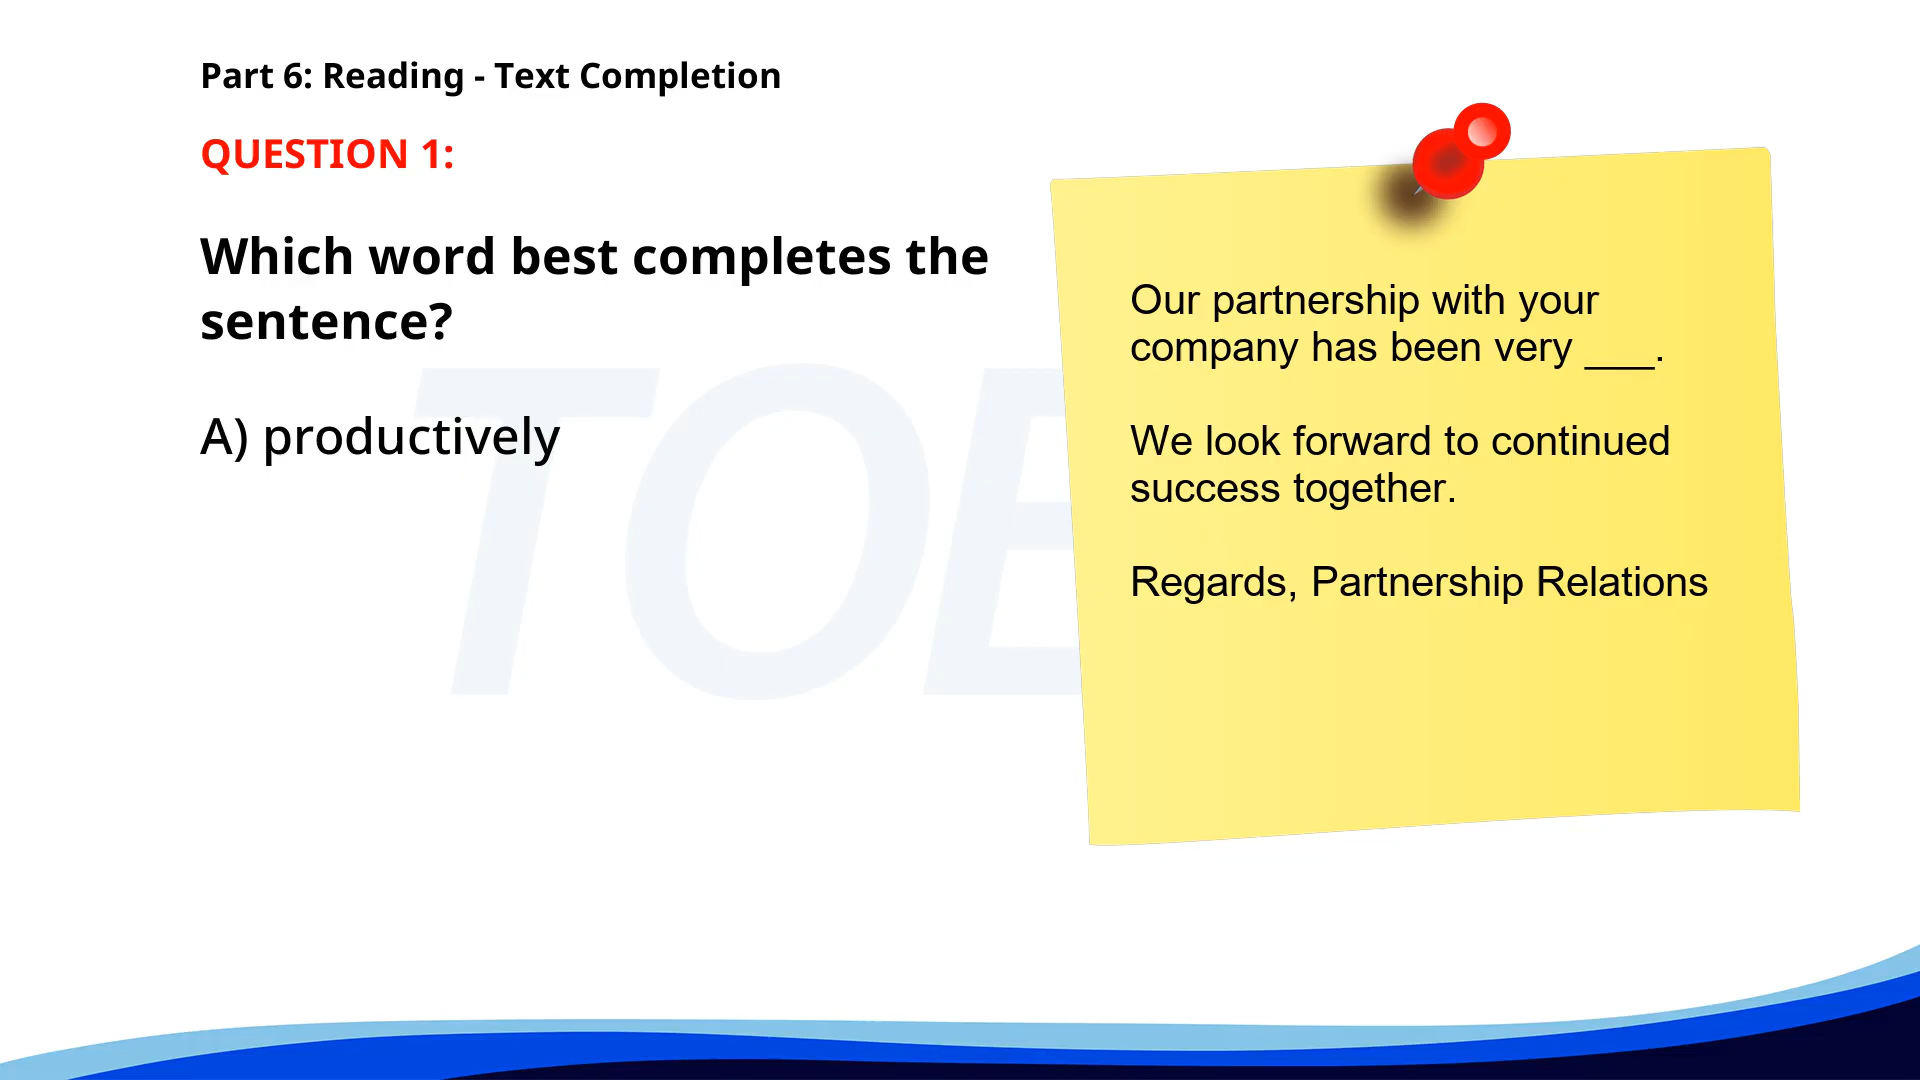 Part 6: Reading - Text Completion
QUESTION 1:
Which word best completes the
sentence?
A) productively
Our partnership with your
company has been very ___.
We look forward to continued
success together.
Regards, Partnership Relations
TOE